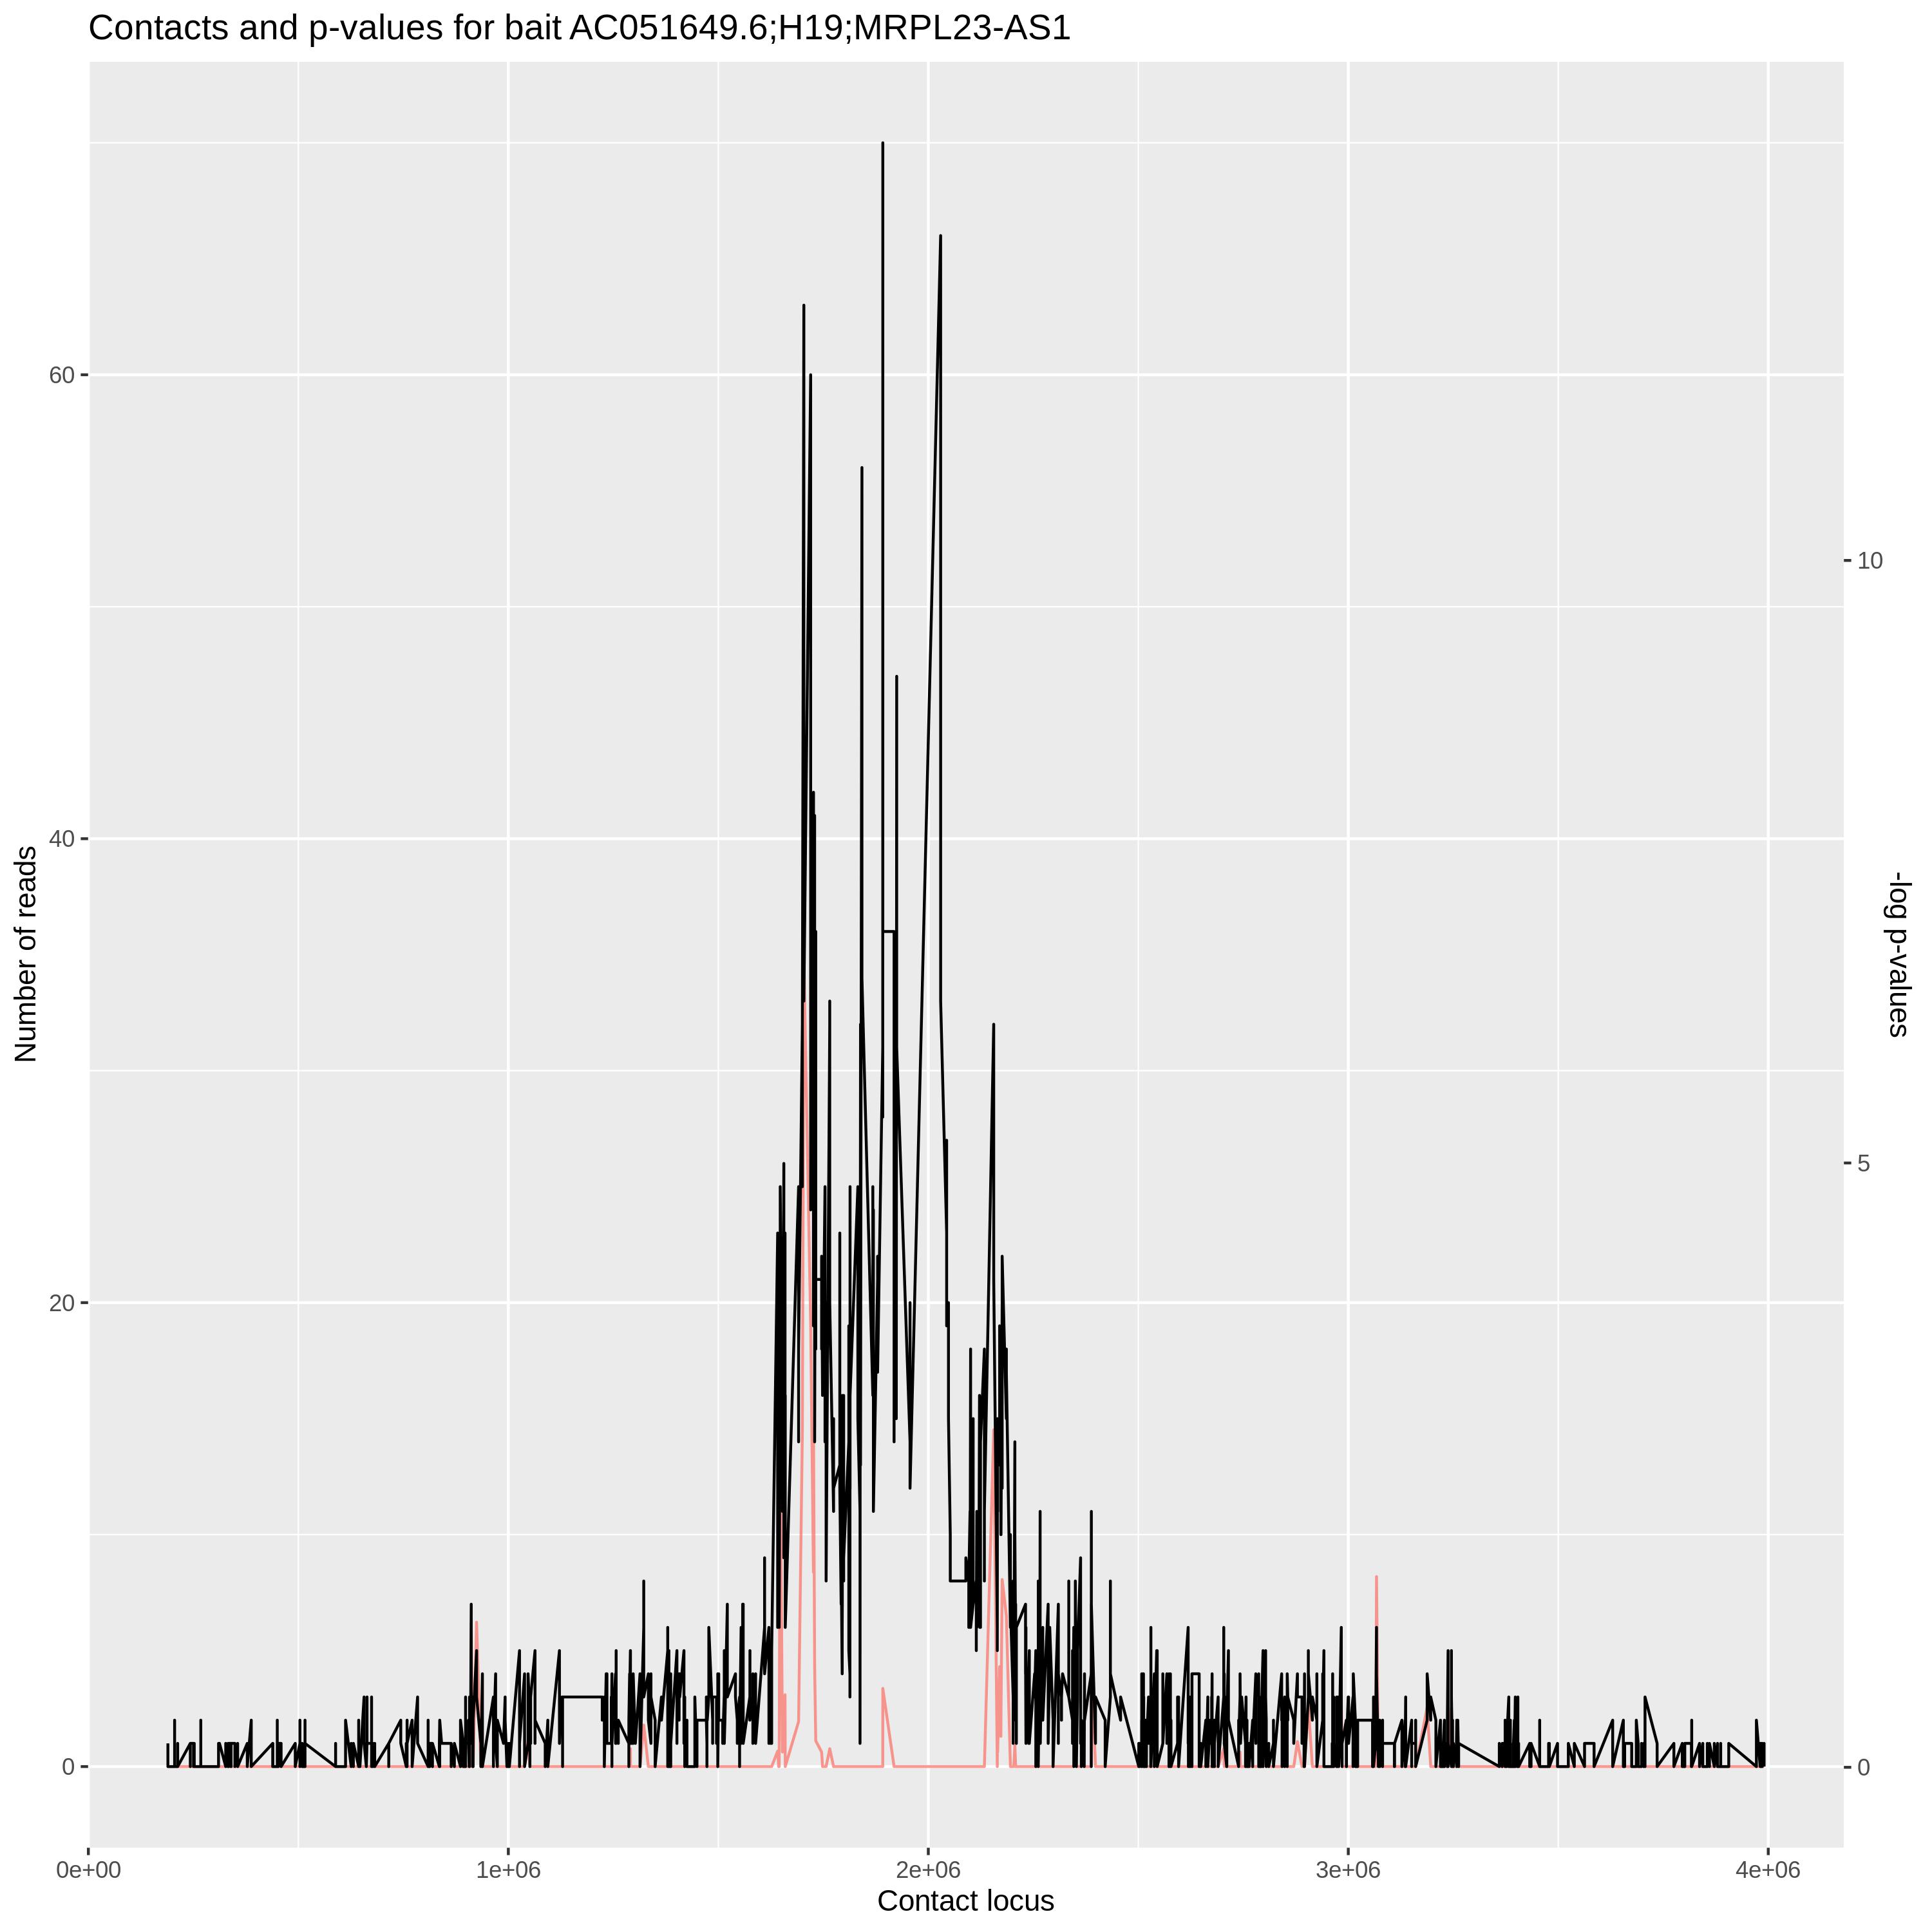 Contacts and p-values for bait AC051649.6;H19;MRPL23-AS1
Number of reads
60
40
20
0
-log p-values
10
5
0
0e+00
1e+06
2e+06
3e+06
4e+06
Contact locus